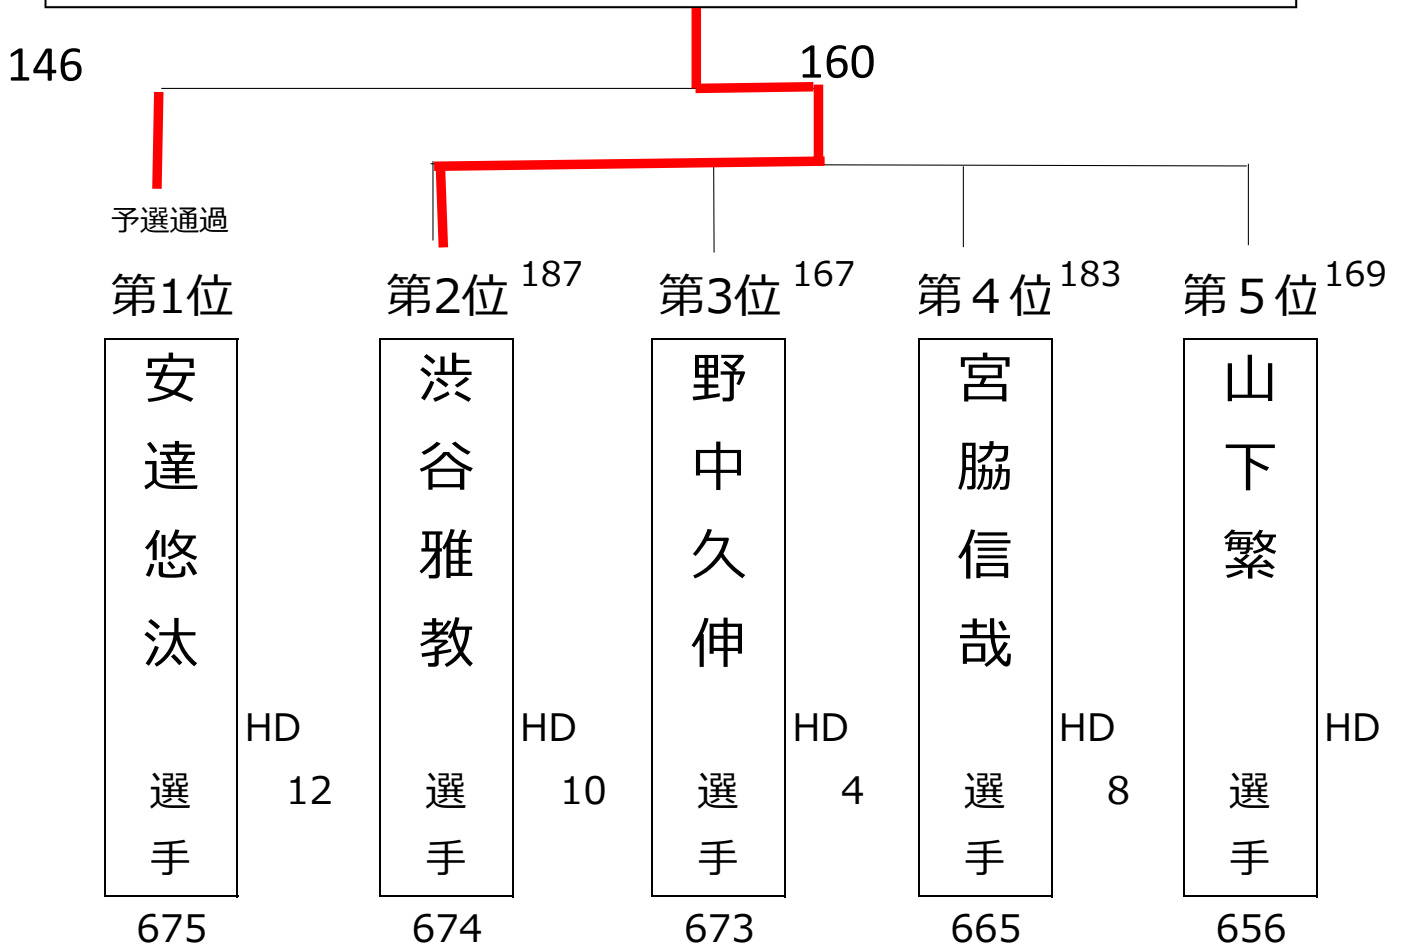 146
160
予選通過
第1位
第2位 187
第3位 167
第４位 183
第５位 169
安達悠汰 選手
渋谷雅教 選手
野中久伸 選手
宮脇信哉 選手
山下繁 選手
HD 12
HD 10
HD 4
HD 8
HD
675
674
673
665
656